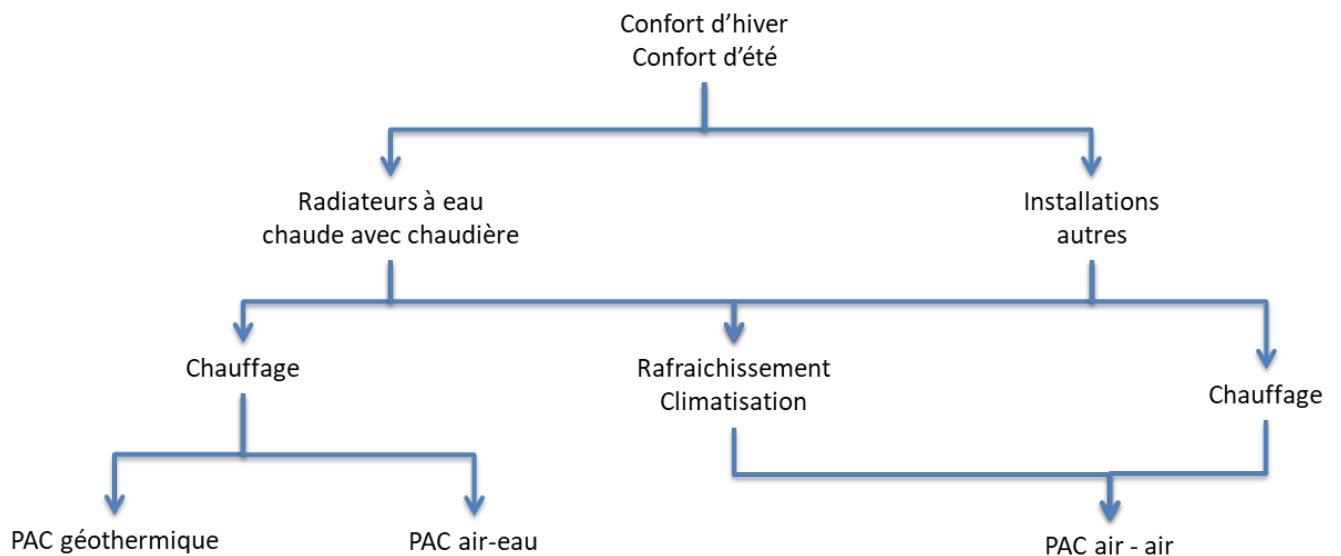 Confort d’hiver
Confort d’été
Radiateurs à eau
chaude avec chaudière
Installations
autres
Chauffage
Rafraichissement
Climatisation
Chauffage
PAC géothermique
PAC air-eau
PAC air - air